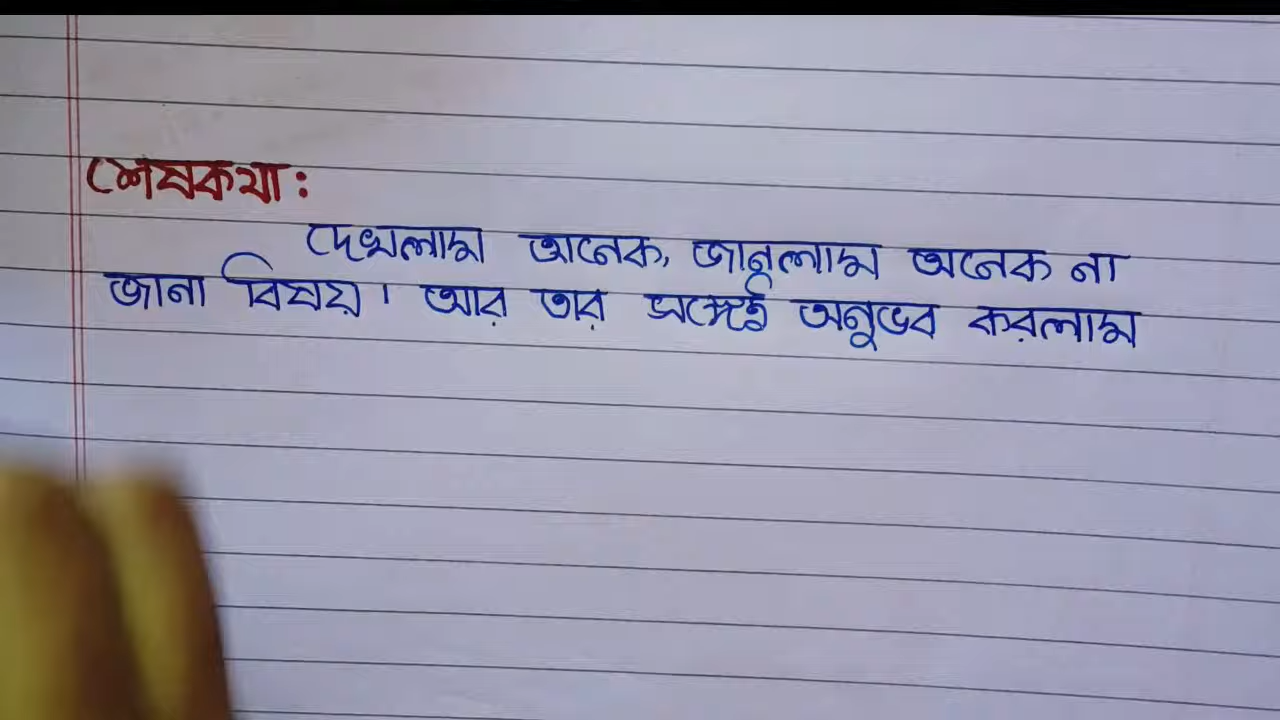 শেষকথা:
দেখলাম অনেক, জানলাম অনেক না
জানা বিষয়। আর তার সঙ্গেই অনুভব করলাম